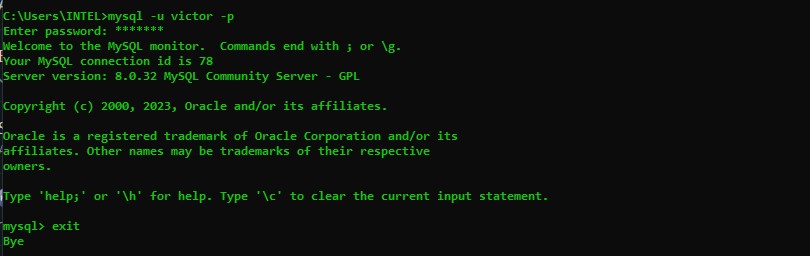 C:\Users\INTEL>mysql -u victor -p
Enter password: *******
Welcome to the MySQL monitor.  Commands end with ; or \g.
Your MySQL connection id is 78
Server version: 8.0.32 MySQL Community Server - GPL

Copyright (c) 2000, 2023, Oracle and/or its affiliates.

Oracle is a registered trademark of Oracle Corporation and/or its
affiliates. Other names may be trademarks of their respective
owners.

Type 'help;' or '\h' for help. Type '\c' to clear the current input statement.

mysql> exit
Bye